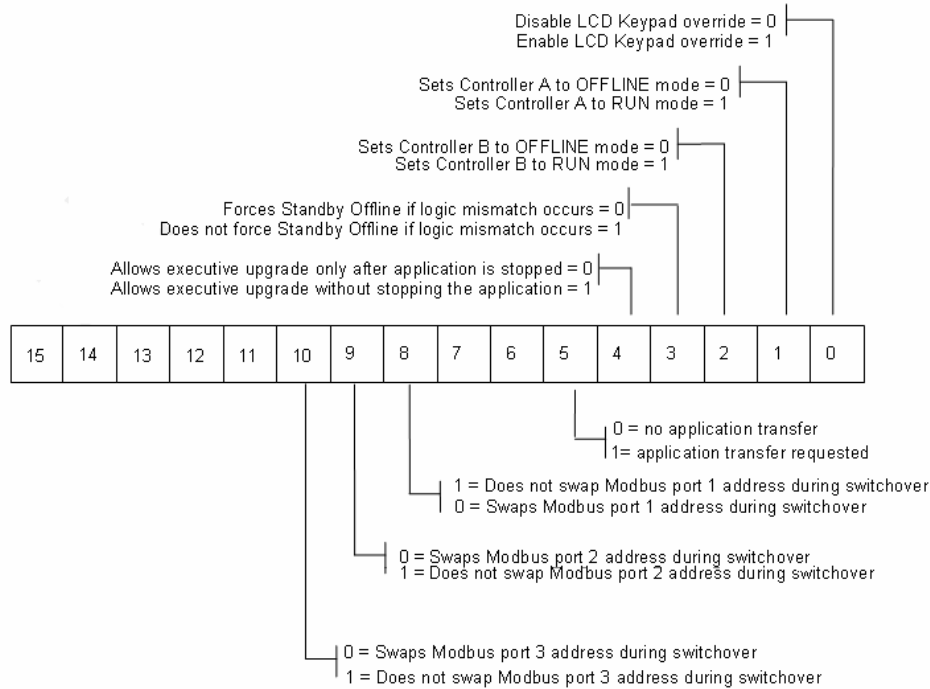 Disable LCD Keypad override = 0
Enable LCD Keypad override = 1
Sets Controller A to OFFLINE mode = 0
Sets Controller A to RUN mode = 1
Sets Controller B to OFFLINE mode = 0
Sets Controller B to RUN mode = 1
Forces Standby Offline if logic mismatch occurs = 0
Does not force Standby Offline if logic mismatch occurs = 1
Allows executive upgrade only after application is stopped = 0
Allows executive upgrade without stopping the application = 1
15 14 13 12 11 10 9 8 7 6 5 4 3 2 1 0
0 = no application transfer
1= application transfer requested
1 = Does not swap Modbus port 1 address during switchover
0 = Swaps Modbus port 1 address during switchover
0 = Swaps Modbus port 2 address during switchover
1 = Does not swap Modbus port 2 address during switchover
0 = Swaps Modbus port 3 address during switchover
1 = Does not swap Modbus port 3 address during switchover